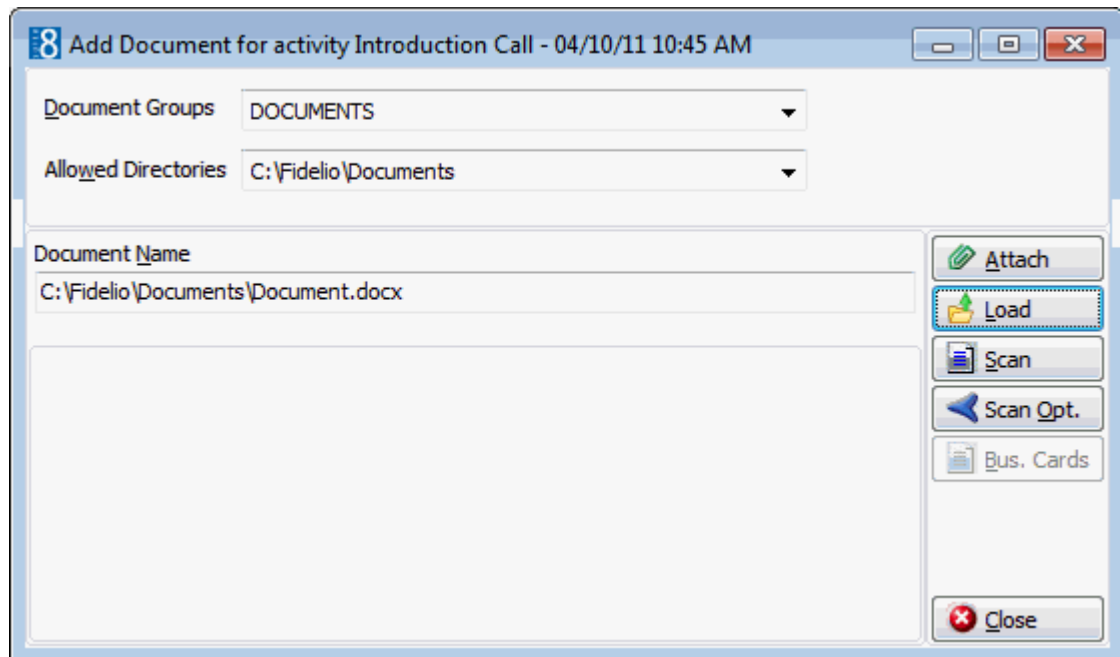 8 Add Document for activity Introduction Call - 04/10/11 10:45 AM
Document Groups DOCUMENTS
Allowed Directories C:\Fidelio\Documents
Document Name
C:\Fidelio\Documents\Document.docx
Attach
Load
Scan
Scan Opt.
Bus. Cards
Close